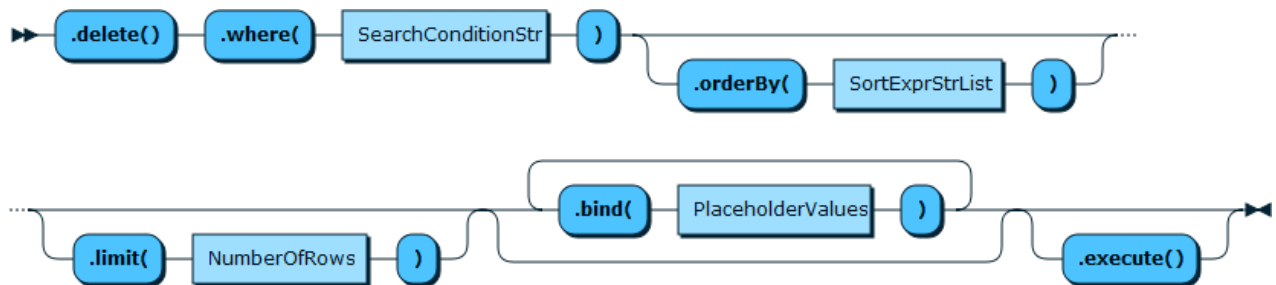 .delete() .where( SearchConditionStr )
.orderBy( SortExprStrList )
.bind( PlaceholderValues )
.limit( NumberOfRows )
.execute()